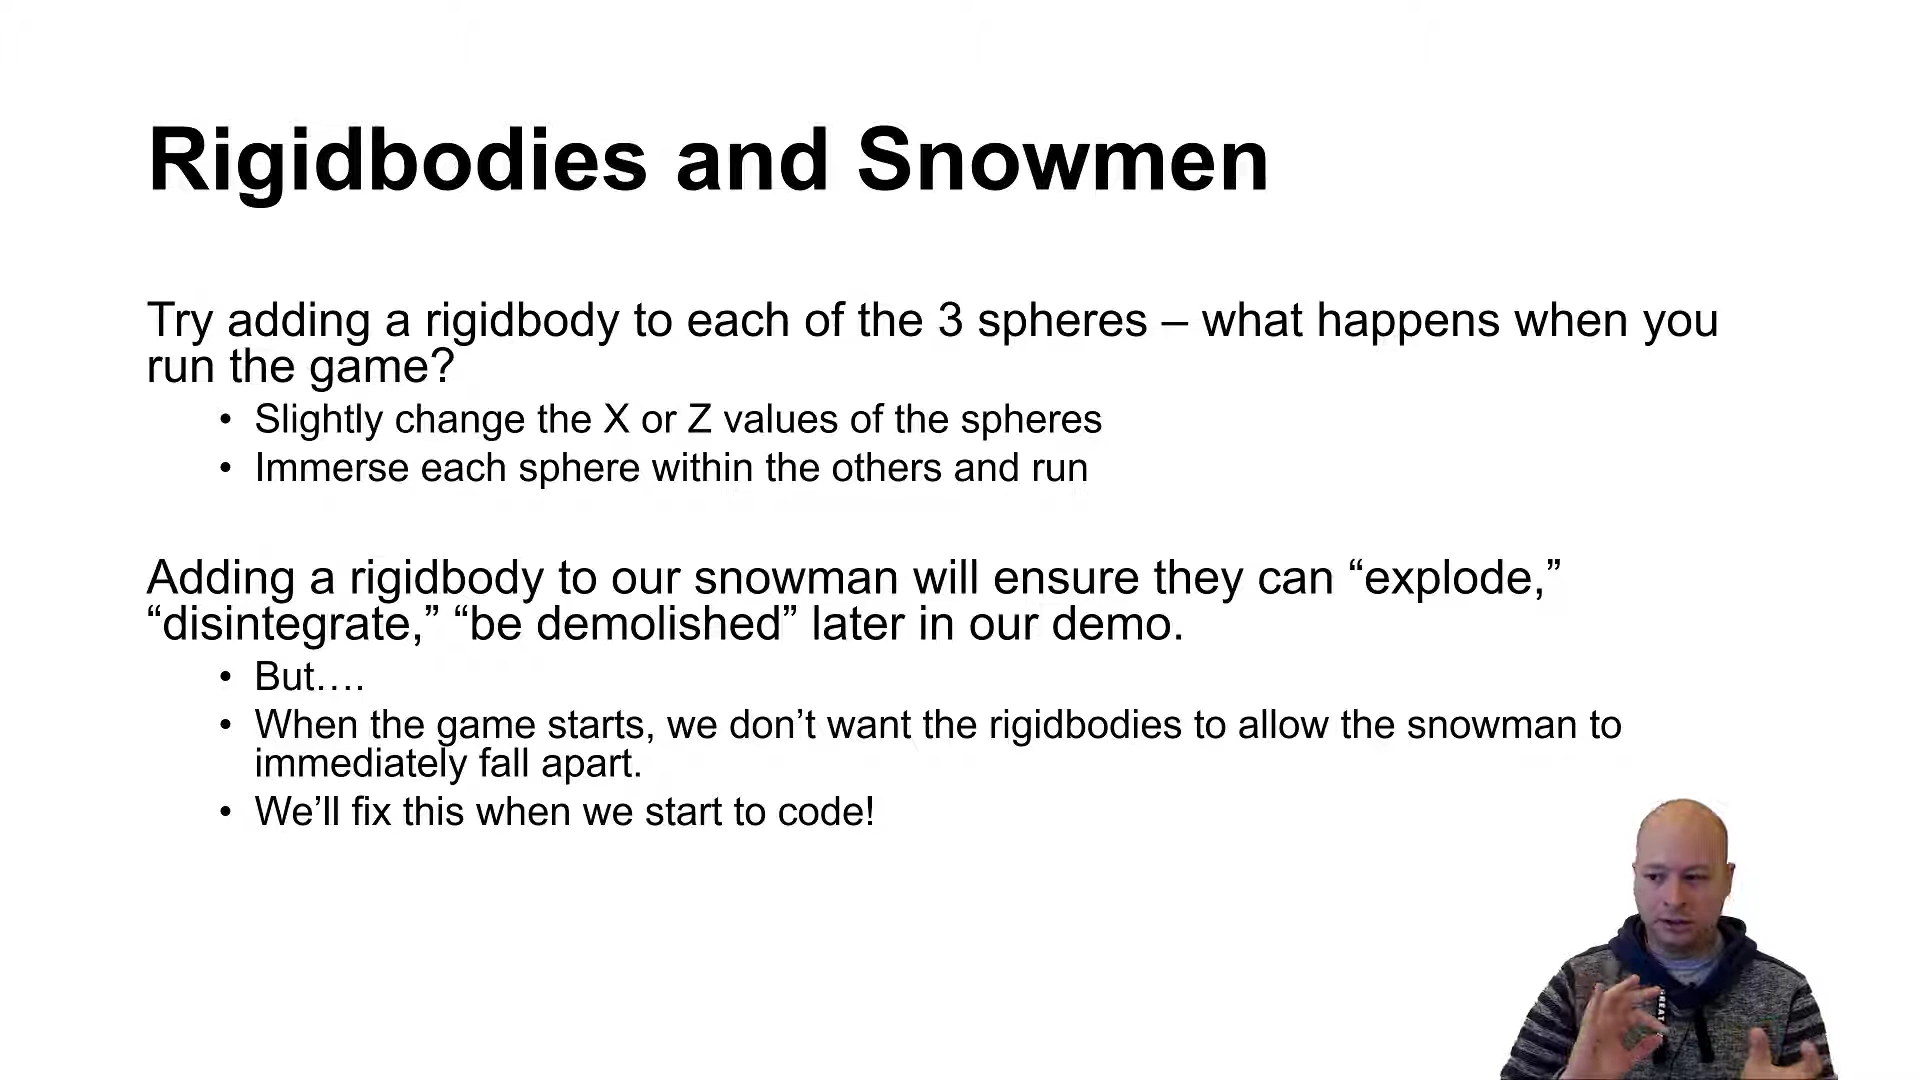 Rigidbodies and Snowmen
Try adding a rigidbody to each of the 3 spheres – what happens when you
run the game?
• Slightly change the X or Z values of the spheres
• Immerse each sphere within the others and run
Adding a rigidbody to our snowman will ensure they can “explode,”
“disintegrate,” “be demolished” later in our demo.
• But….
• When the game starts, we don’t want the rigidbodies to allow the snowman to
immediately fall apart.
• We’ll fix this when we start to code!